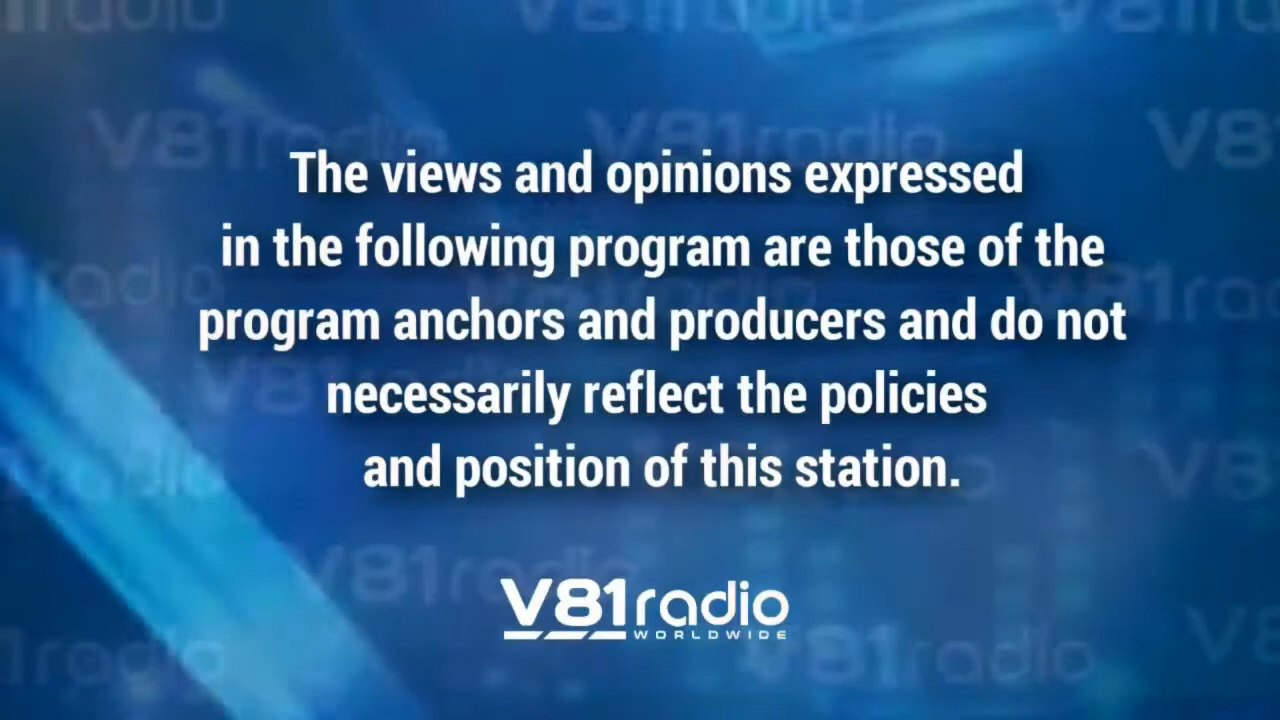 The views and opinions expressed
in the following program are those of the
program anchors and producers and do not
necessarily reflect the policies
and position of this station.
V81radio
WORLDWIDE